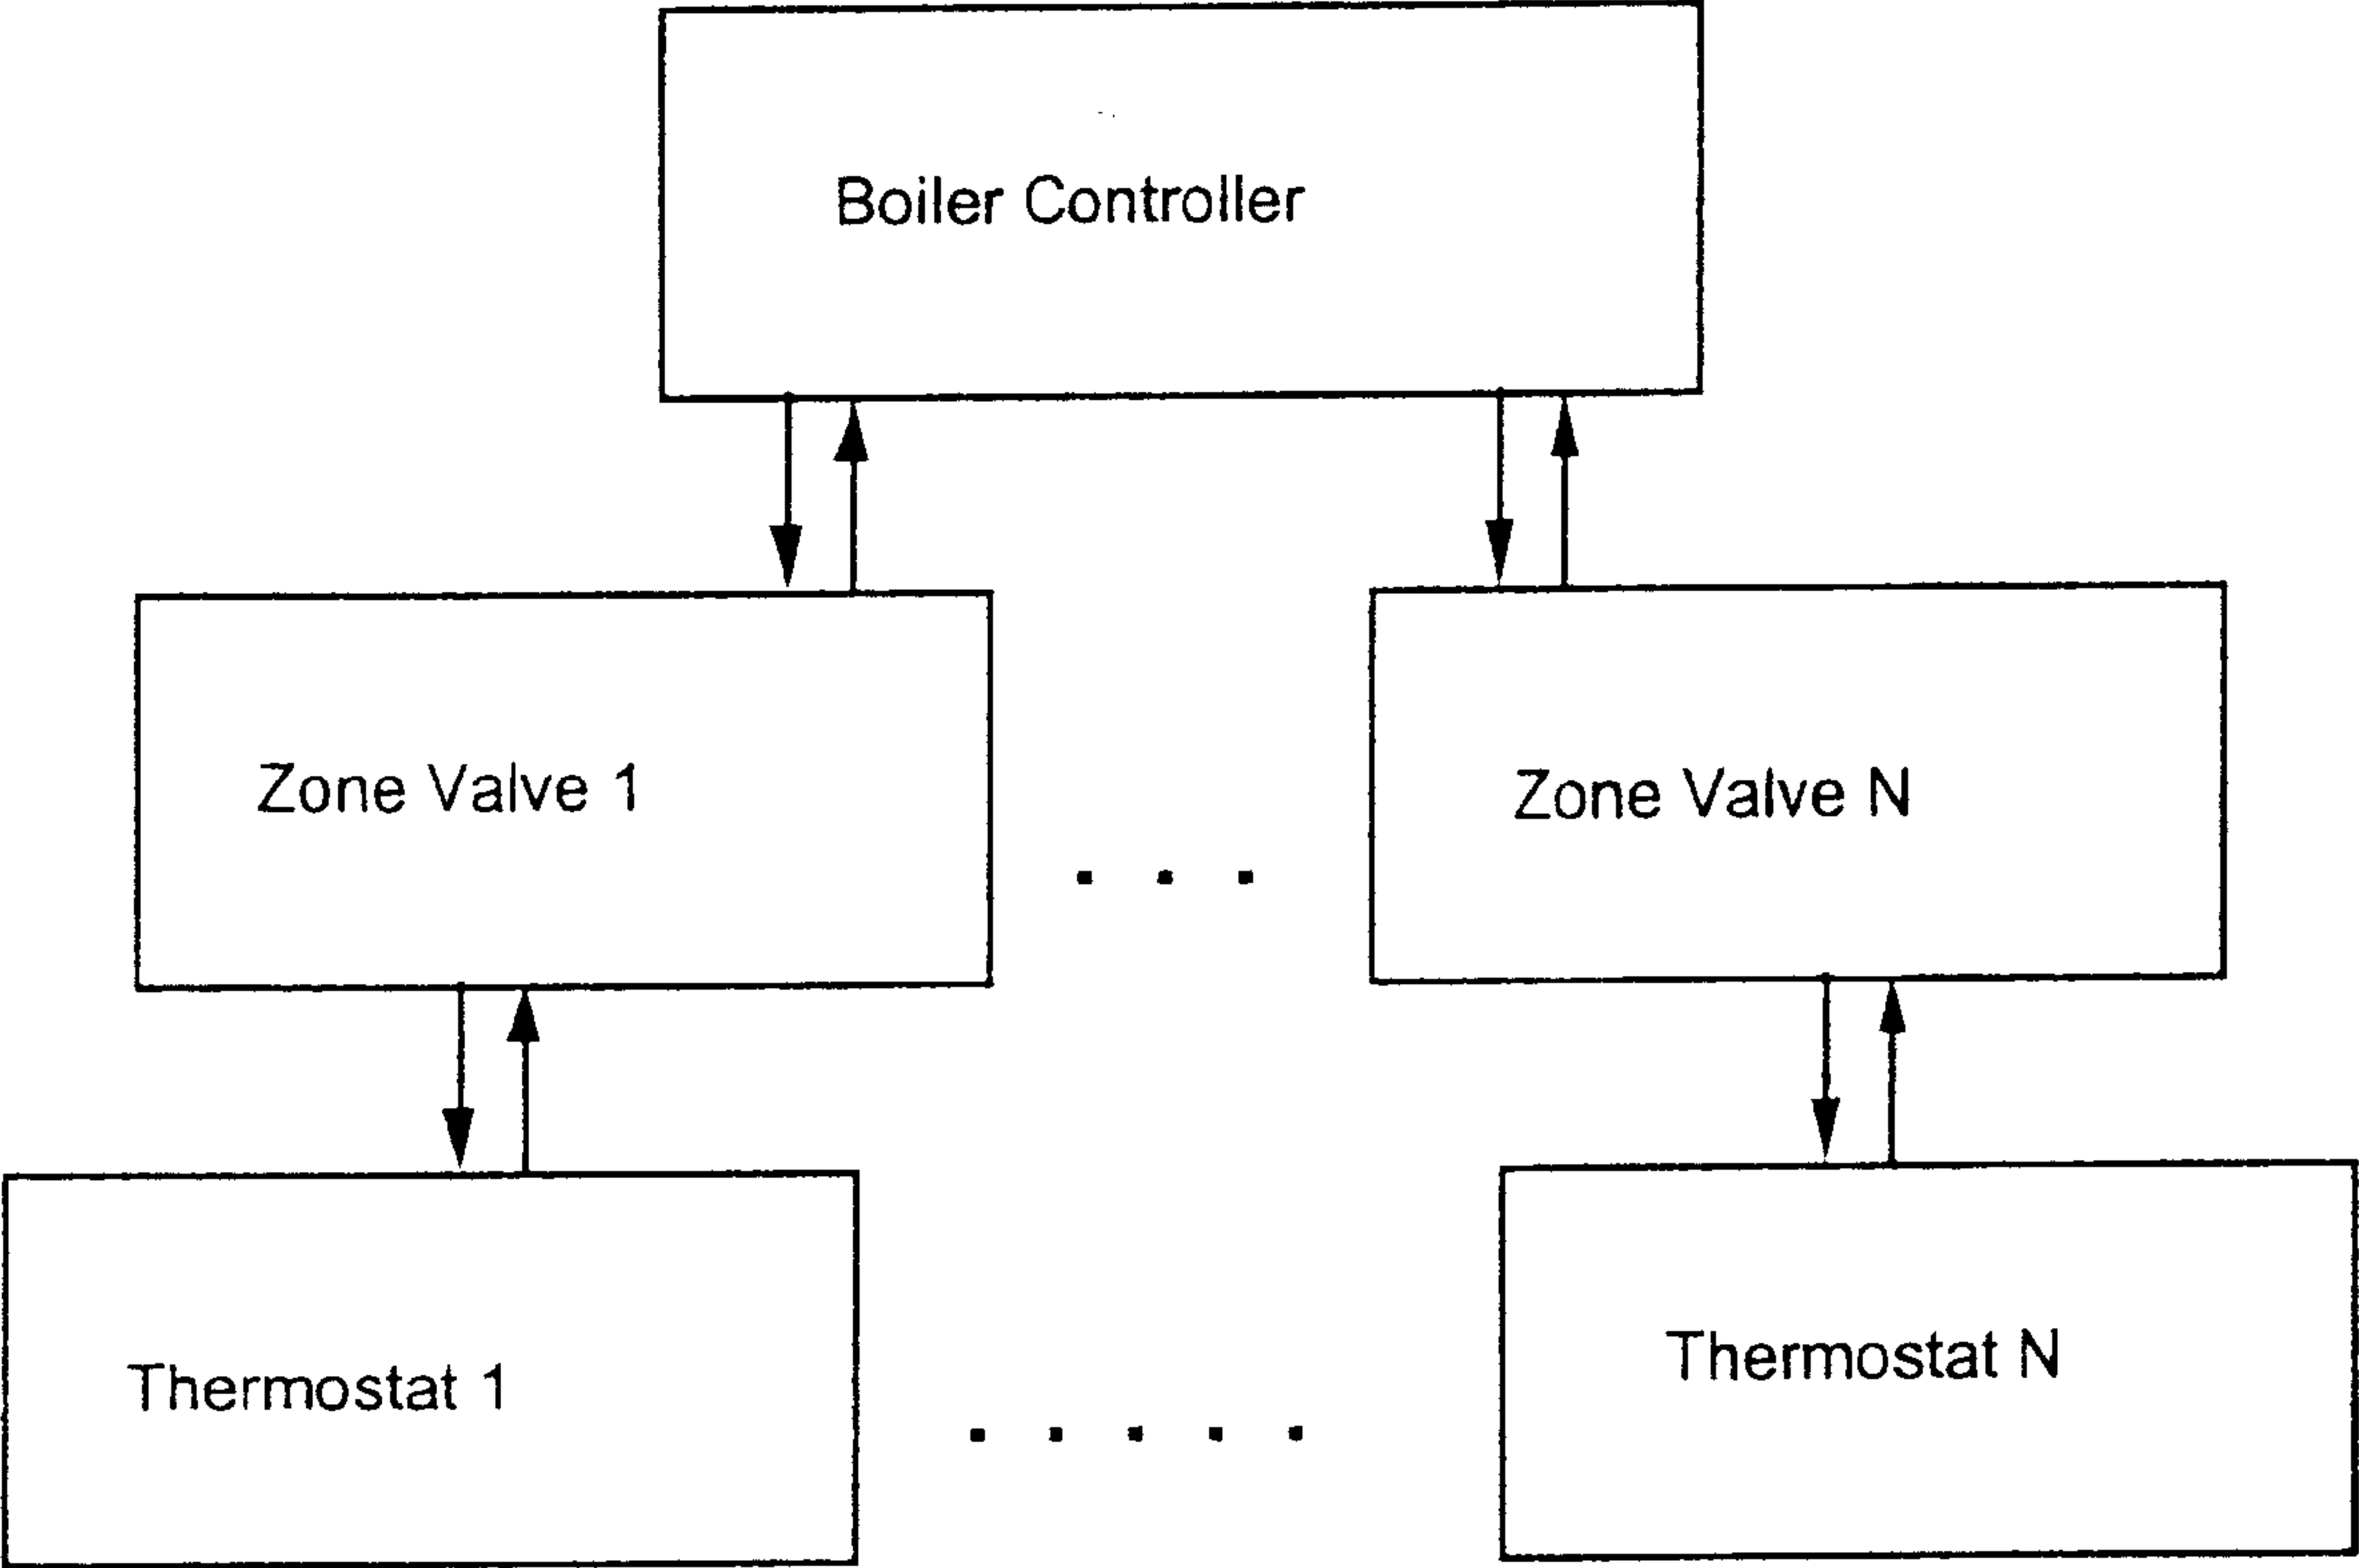 Boiler Controller
Zone Valve 1
Zone Valve N
. . .
Thermostat 1
Thermostat N
. . . . .